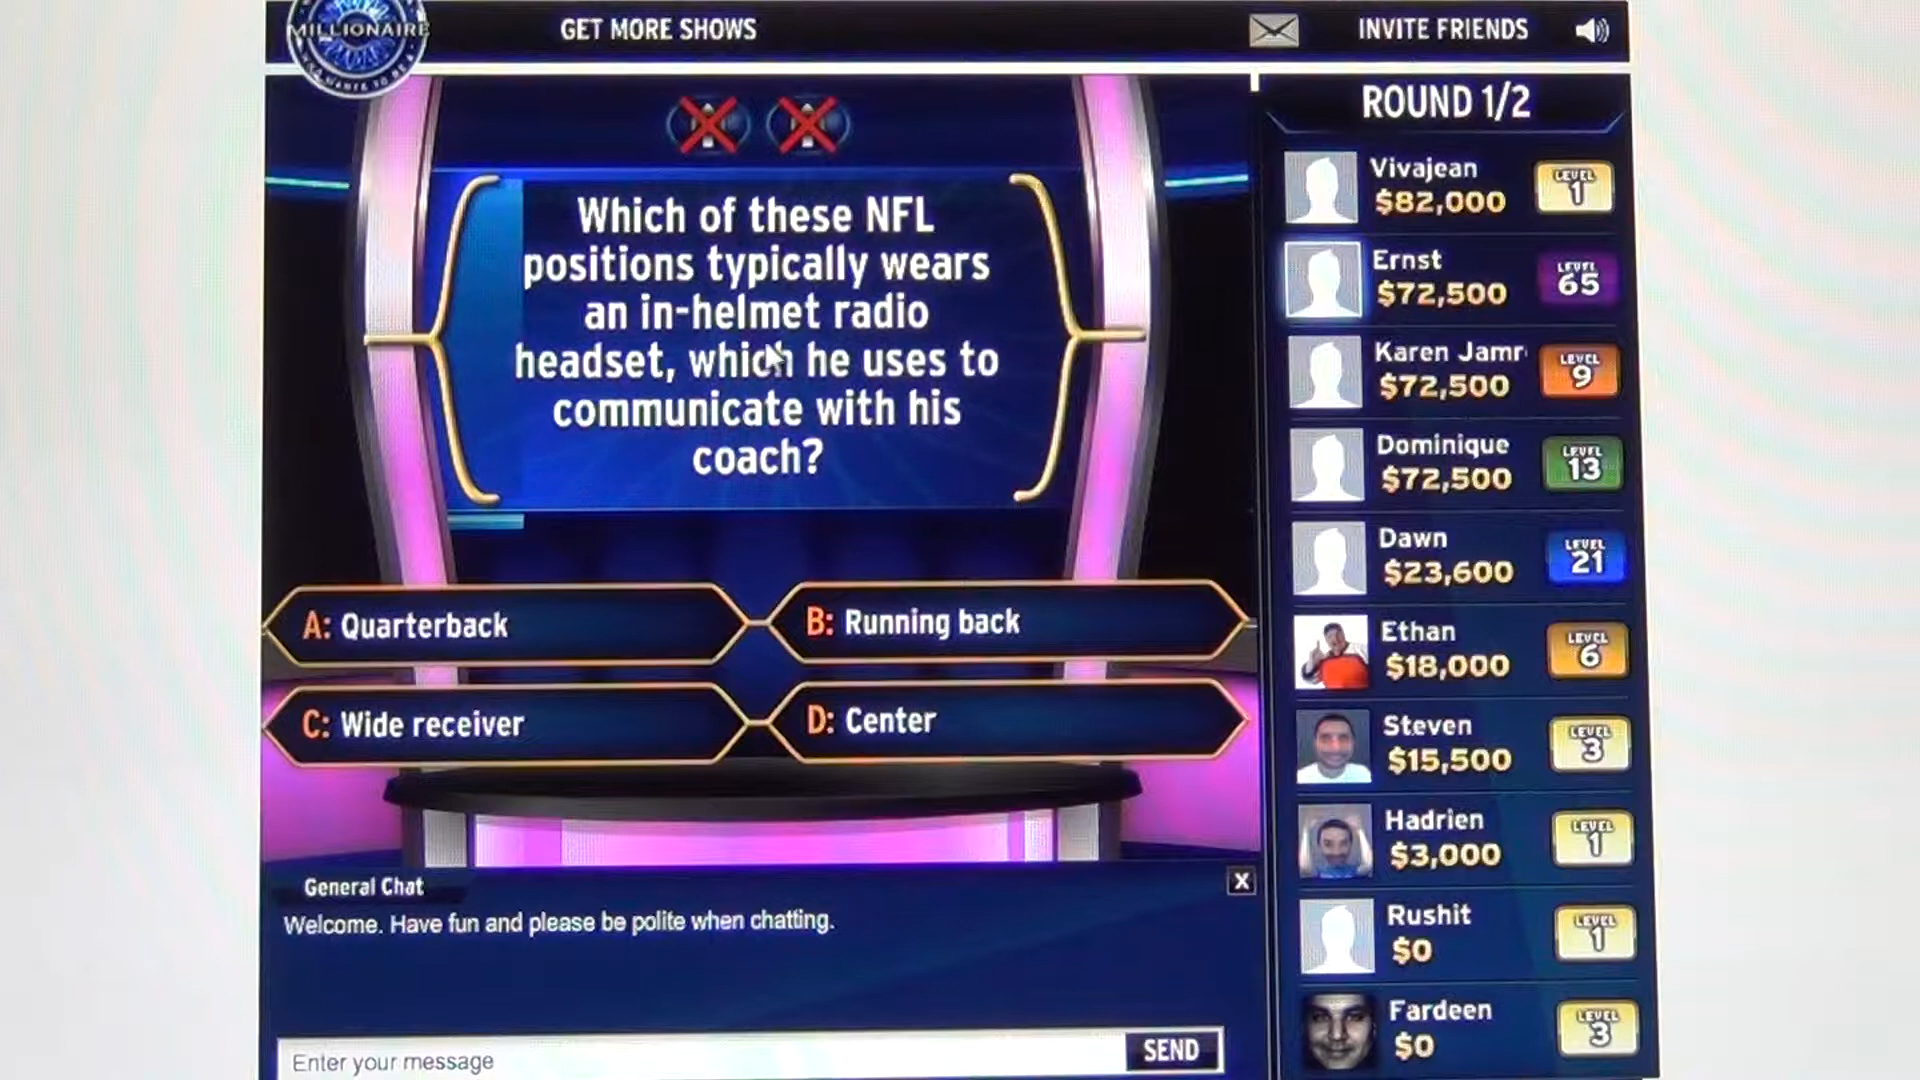 MILLIONAIRE
GET MORE SHOWS
INVITE FRIENDS
ROUND 1/2
Which of these NFL
positions typically wears
an in-helmet radio
headset, which he uses to
communicate with his
coach?
A: Quarterback
B: Running back
C: Wide receiver
D: Center
Vivajean
$82,000
LEVEL
1
Ernst
$72,500
LEVEL
65
Karen Jamr
$72,500
LEVEL
9
Dominique
$72,500
LEVEL
13
Dawn
$23,600
LEVEL
21
Ethan
$18,000
LEVEL
6
Steven
$15,500
LEVEL
3
Hadrien
$3,000
LEVEL
1
Rushit
$0
LEVEL
1
Fardeen
$0
LEVEL
3
General Chat
X
Welcome. Have fun and please be polite when chatting.
Enter your message
SEND